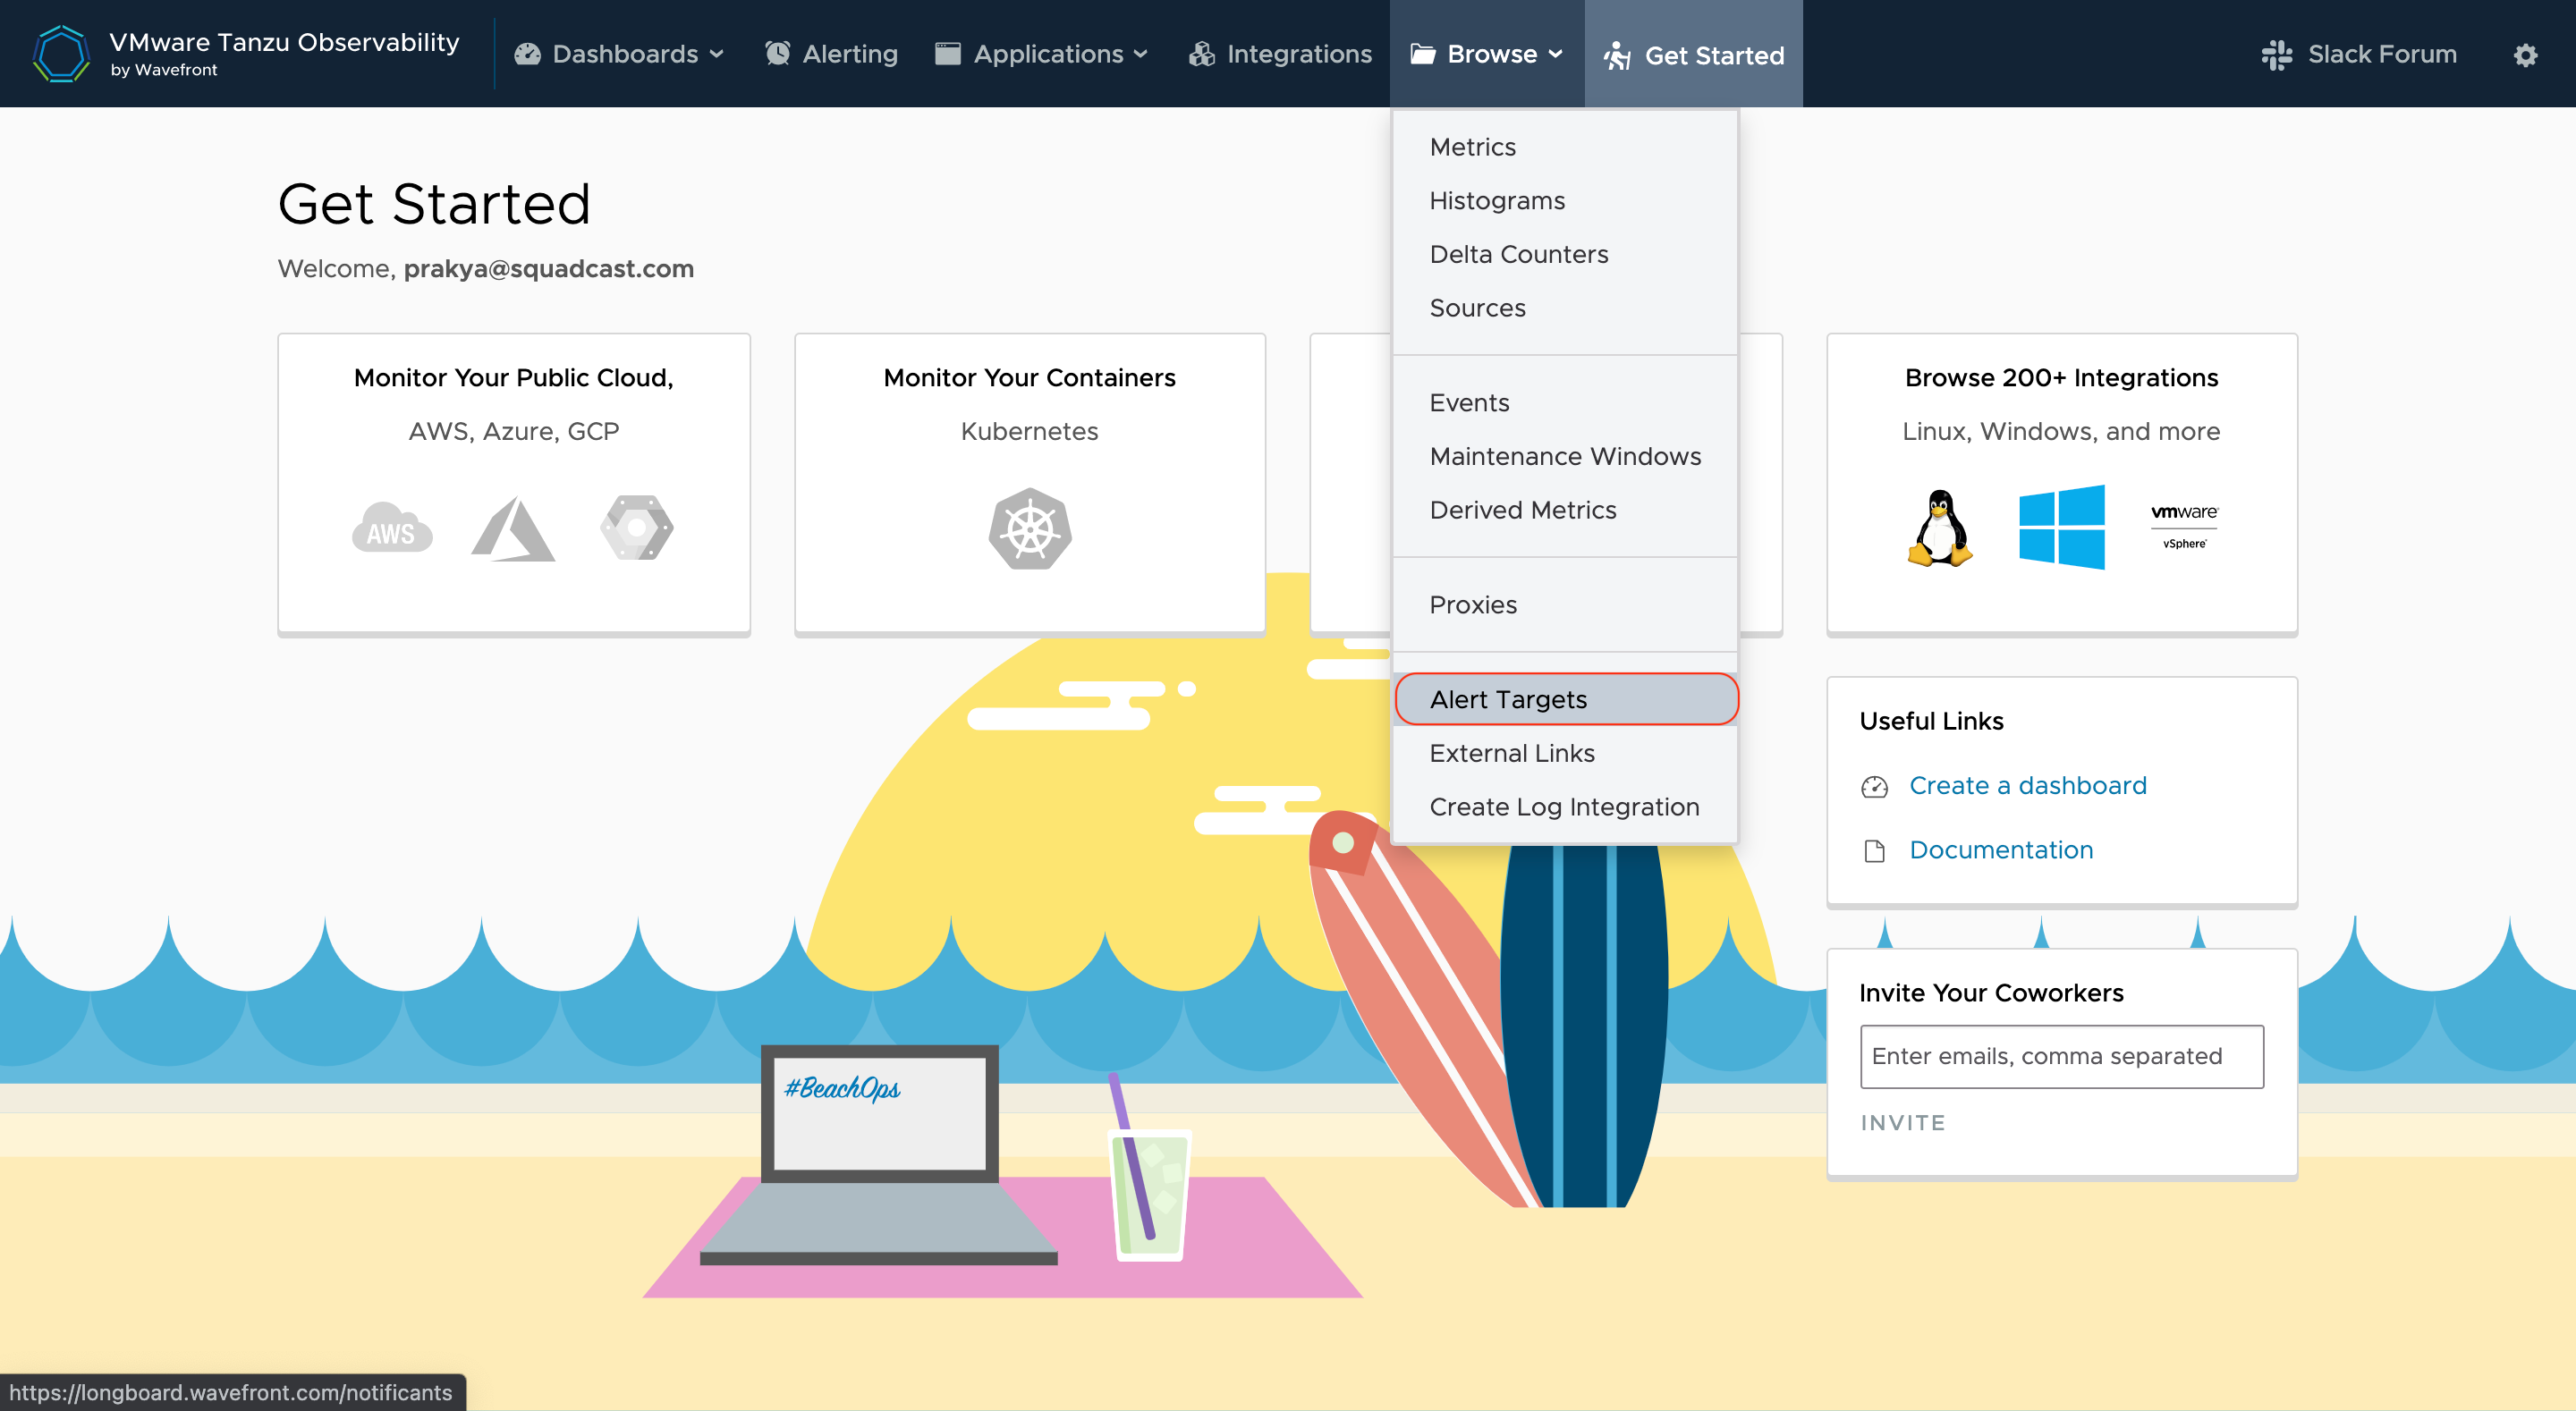 VMware Tanzu Observability
by Wavefront
Dashboards
Alerting
Applications
Integrations
Browse
Get Started
Slack Forum
Get Started
Welcome, prakya@squadcast.com
Metrics
Histograms
Delta Counters
Sources
Events
Maintenance Windows
Derived Metrics
Proxies
Alert Targets
External Links
Create Log Integration
Monitor Your Public Cloud,
AWS, Azure, GCP
AWS
Monitor Your Containers
Kubernetes
Browse 200+ Integrations
Linux, Windows, and more
vmware
vSphere
Useful Links
Create a dashboard
Documentation
Invite Your Coworkers
Enter emails, comma separated
INVITE
#BeachOps
https://longboard.wavefront.com/notificants